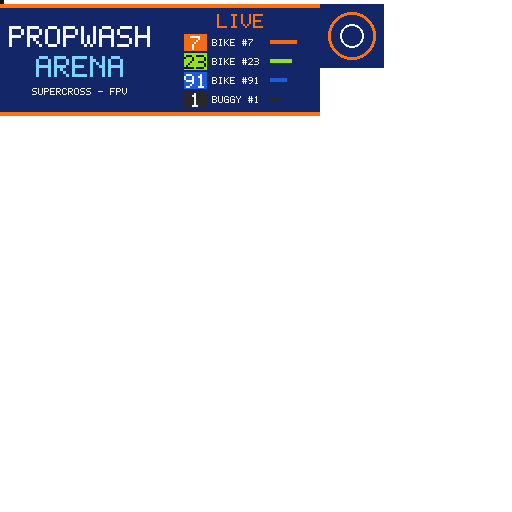 PROPWASH
ARENA
SUPERCROSS - FPV
LIVE
7 BIKE #7
23 BIKE #23
91 BIKE #91
1 BUGGY #1